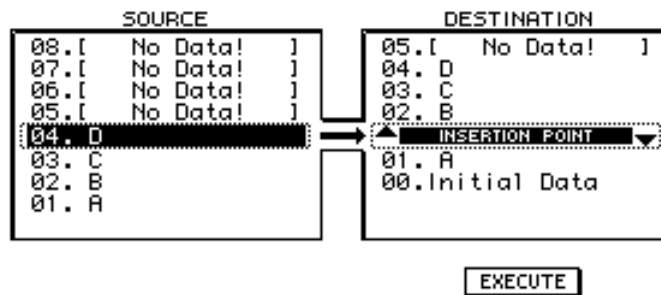 SOURCE
08.[ No Data! ]
07.[ No Data! ]
06.[ No Data! ]
05.[ No Data! ]
04. D
03. C
02. B
01. A
DESTINATION
05.[ No Data! ]
04. D
03. C
02. B
INSERTION POINT
01. A
00.Initial Data
EXECUTE